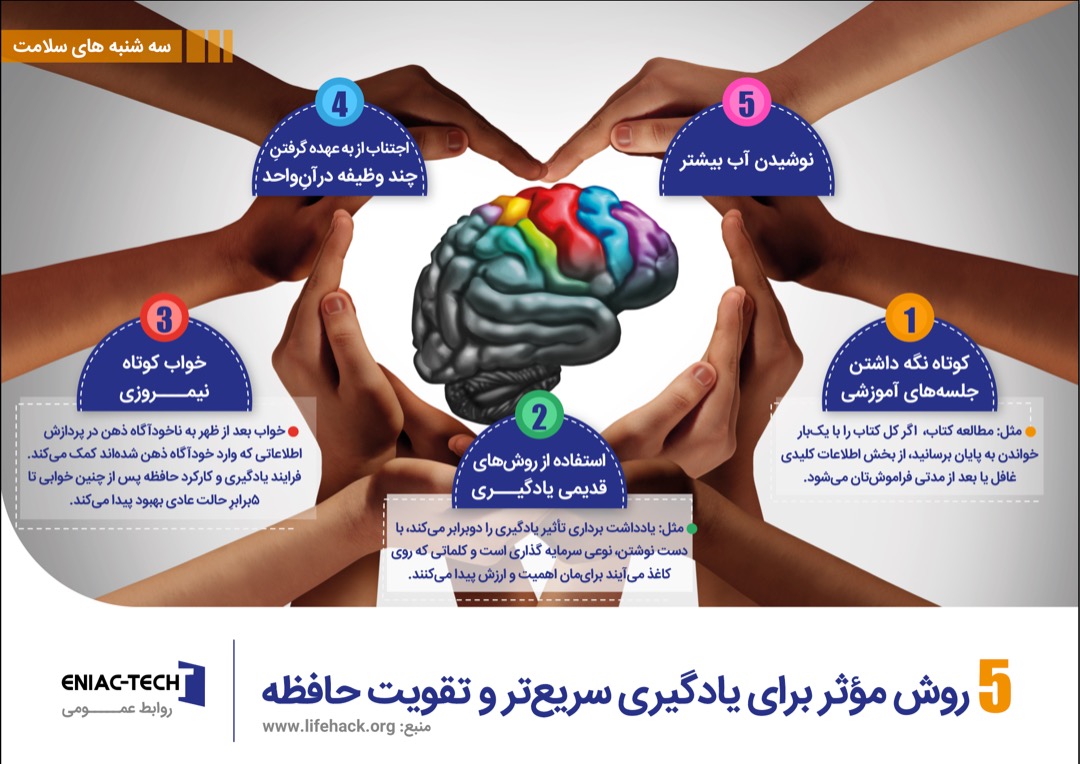 سه شنبه های سلامت
5
نوشیدن آب بیشتر
4
اجتناب از به عهده گرفتنِ
چند وظیفه در آنِ‌واحد
1
کوتاه نگه داشتن
جلسه‌های آموزشی
مثل: مطالعه کتاب، اگر کل کتاب را با یک‌بار
خواندن به پایان برسانید، از بخش اطلاعات کلیدی
غافل یا بعد از مدتی فراموش‌تان می‌شود.
2
استفاده از روش‌های
قدیمی یادگیـــری
مثل: یادداشت برداری تأثیر یادگیری را دوبرابر می‌کند، با
دست نوشتن، نوعی سرمایه گذاری است و کلماتی که روی
کاغذ می‌آیند برای‌مان اهمیت و ارزش پیدا می‌کنند.
3
خواب کوتاه
نیمـــروزی
خواب بعد از ظهر به ناخودآگاه ذهن در پردازش
اطلاعاتی که وارد خودآگاه ذهن شده‌اند کمک می‌کند.
فرایند یادگیری و کارکرد حافظه پس از چنین خوابی تا
۵برابرِ حالت عادی بهبود پیدا می‌کند.
5 روش مؤثر برای یادگیری سریع‌تر و تقویت حافظه
منبع: www.lifehack.org
ENIAC-TECH
روابط عمـــومی